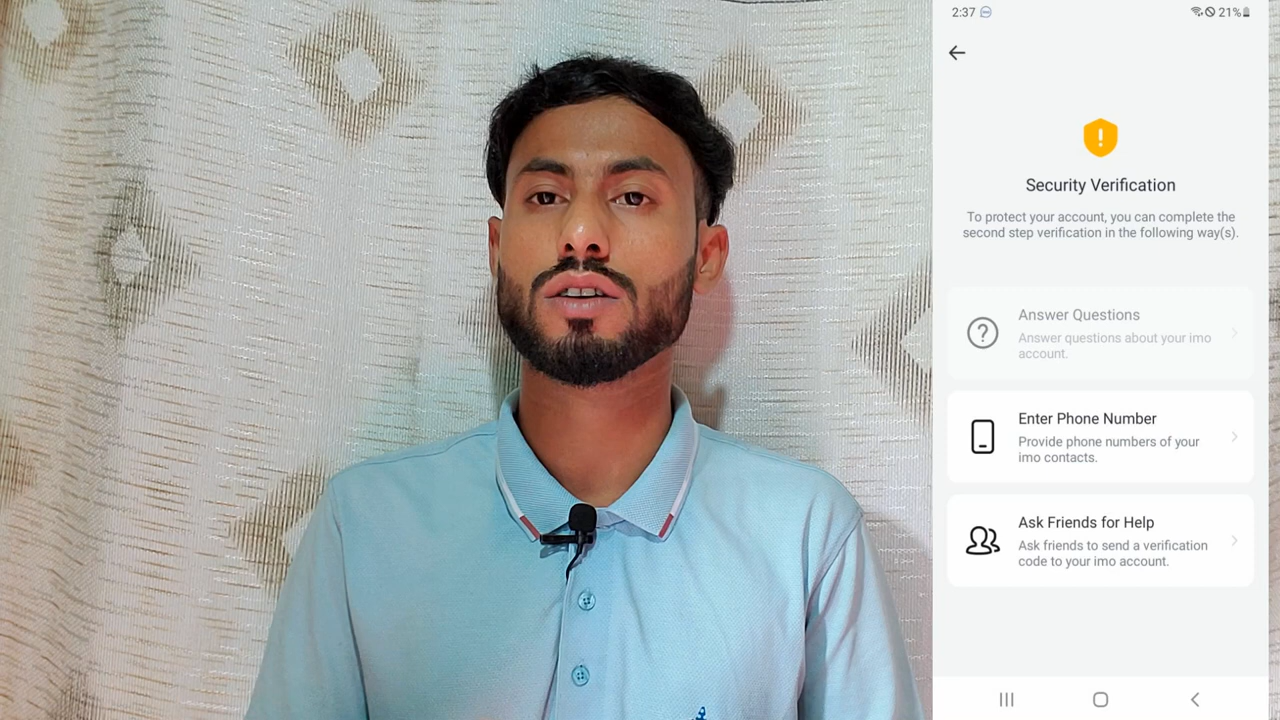 2:37
21%
Security Verification
To protect your account, you can complete the
second step verification in the following way(s).
Answer Questions
Answer questions about your imo
account.
Enter Phone Number
Provide phone numbers of your
imo contacts.
Ask Friends for Help
Ask friends to send a verification
code to your imo account.